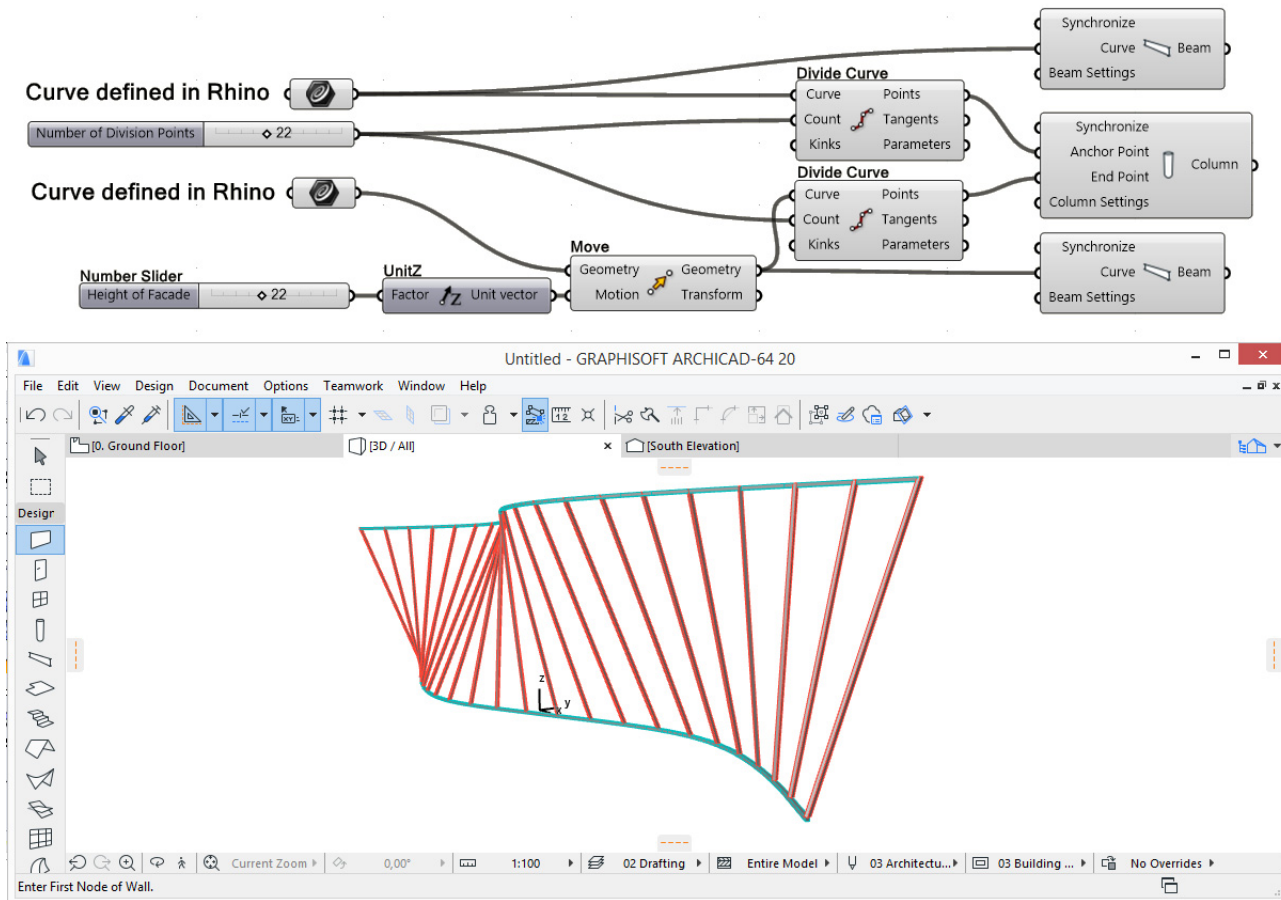 Synchronize
Curve Beam
Beam Settings
Curve defined in Rhino
Divide Curve
Curve Points
Count Tangents
Kinks Parameters
Number of Division Points 22
Synchronize
Anchor Point
End Point Column
Column Settings
Curve defined in Rhino
Divide Curve
Curve Points
Count Tangents
Kinks Parameters
Number Slider
Height of Facade 22
UnitZ
Factor Z Unit vector
Move
Geometry Geometry
Motion Transform
Synchronize
Curve Beam
Beam Settings
Untitled - GRAPHISOFT ARCHICAD-64 20
File Edit View Design Document Options Teamwork Window Help
XY: 1 2
[0. Ground Floor] [3D / All] [South Elevation]
Design
z
y
x
Current Zoom 0,00° 1:100 02 Drafting Entire Model 03 Architectu... 03 Building ... No Overrides
Enter First Node of Wall.